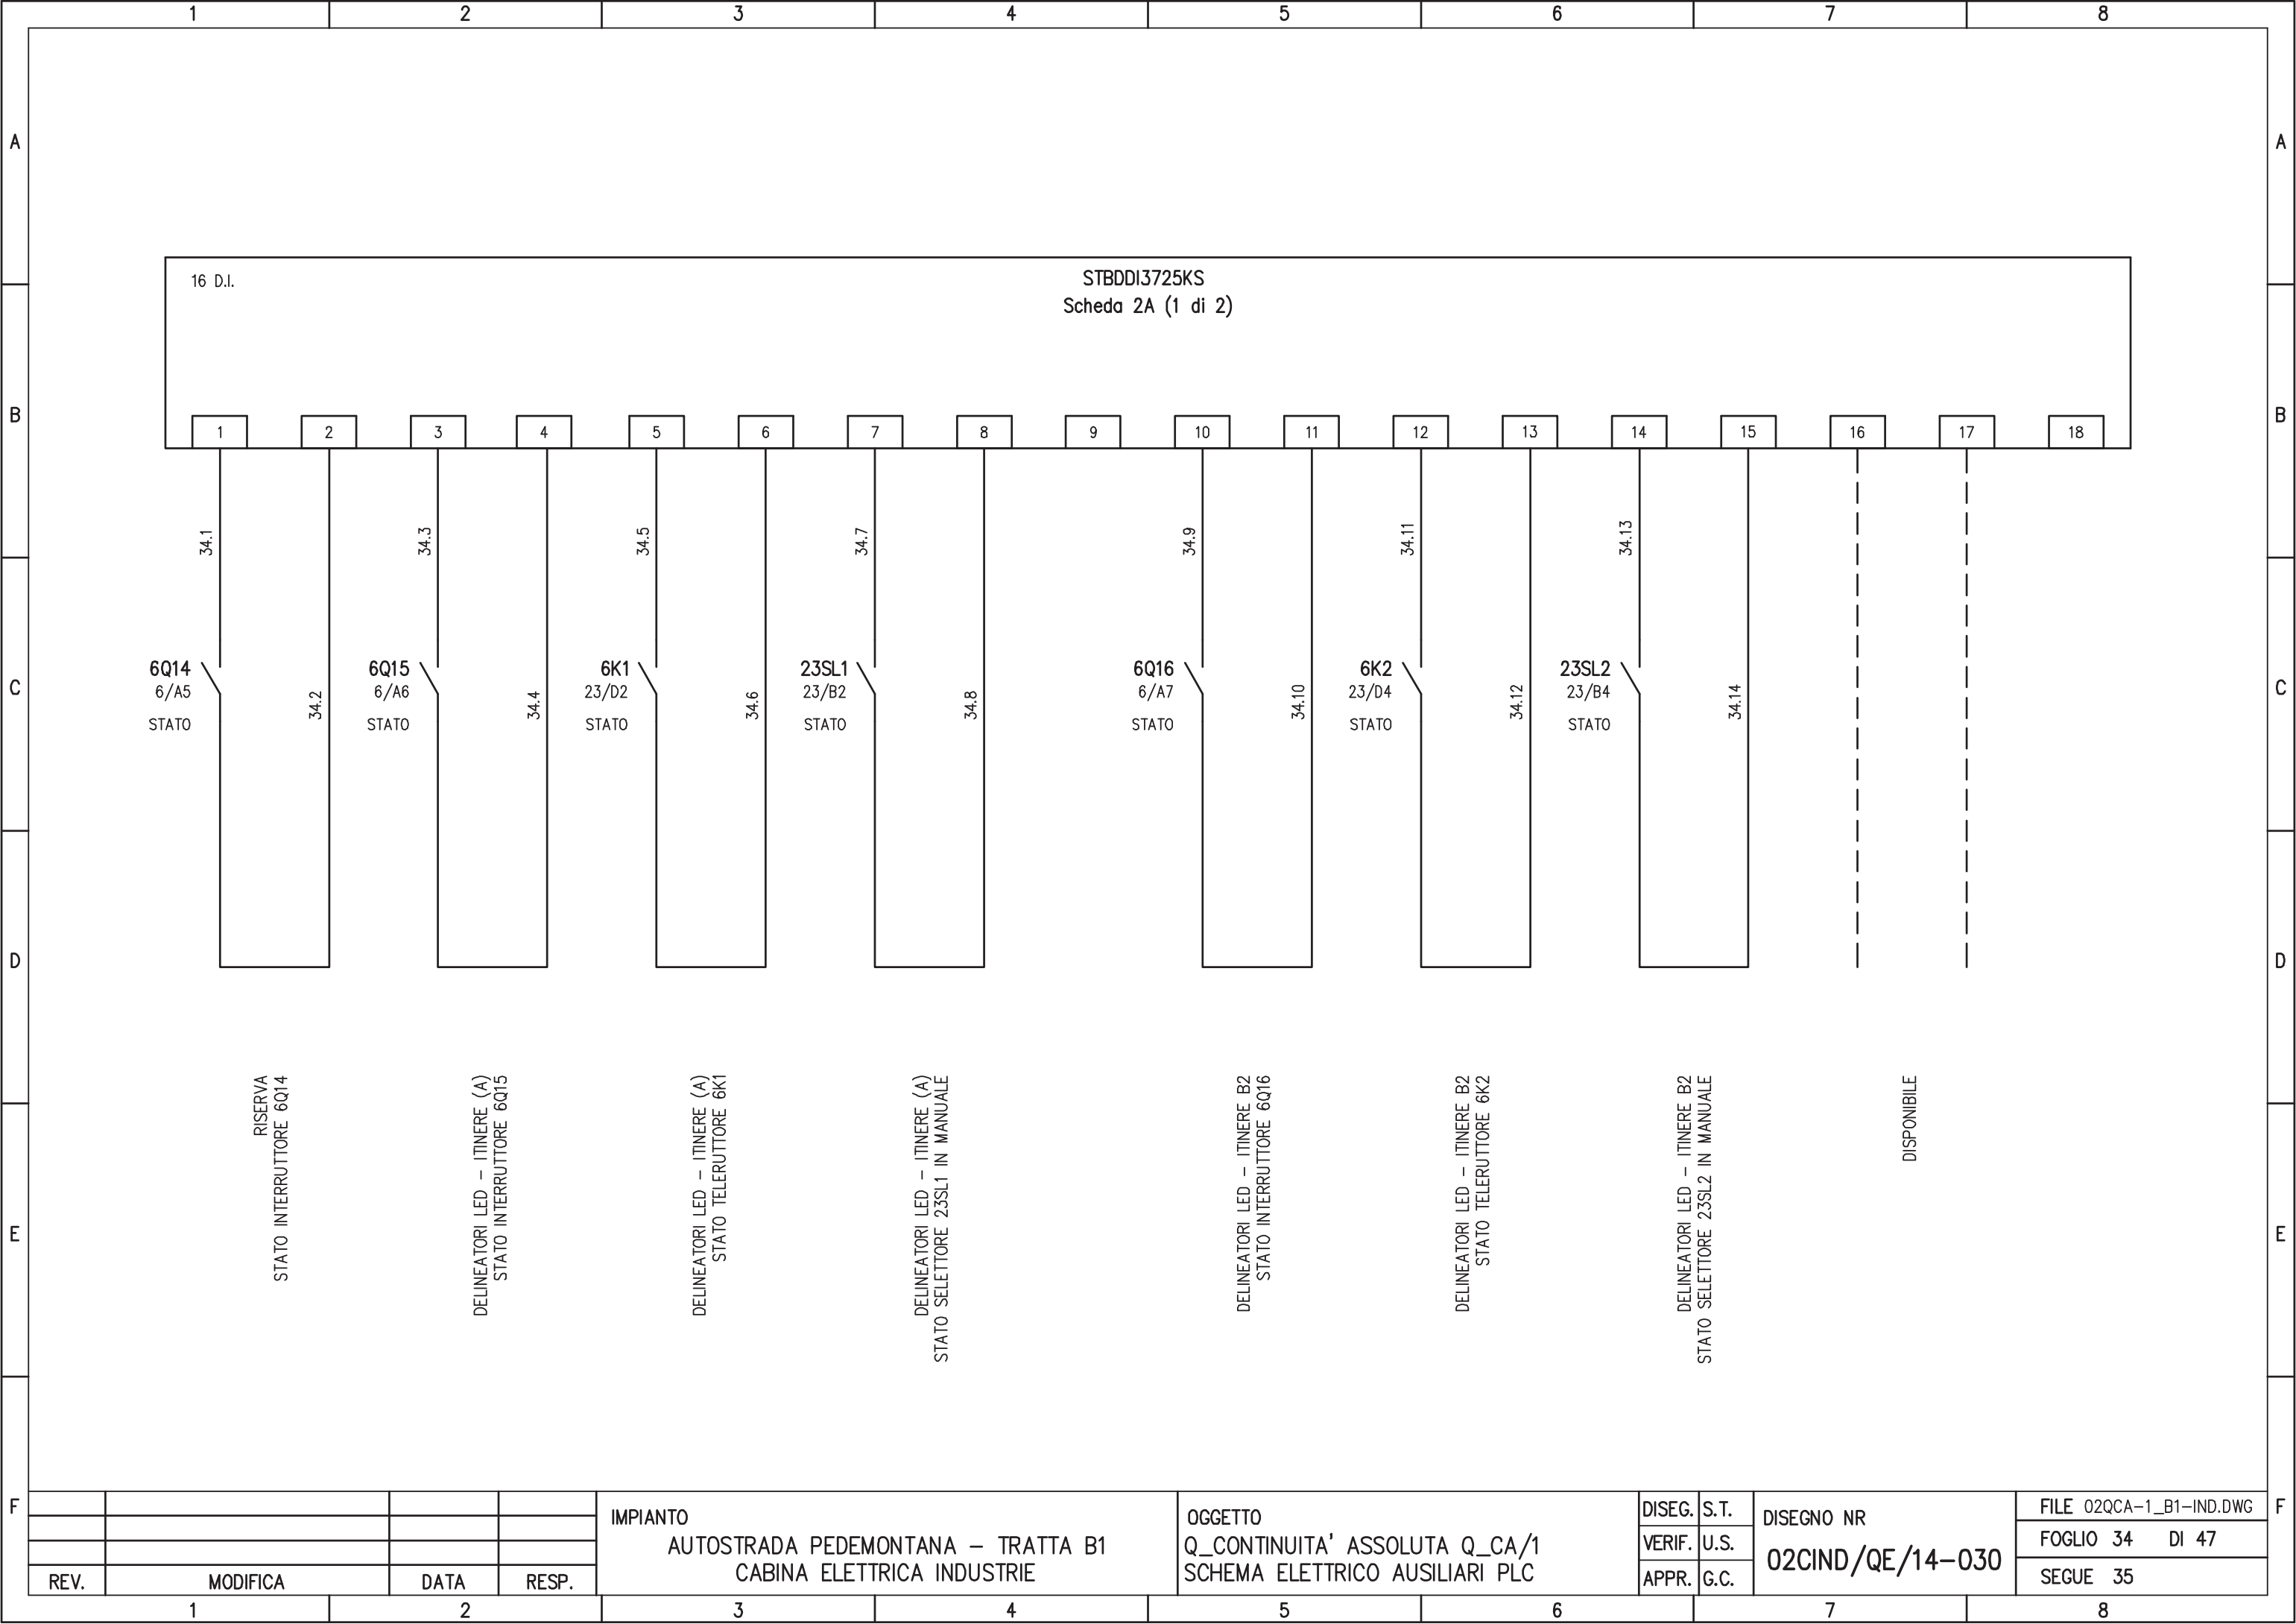 1 2 3 4 5 6 7 8
A A
16 D.I.
STBDDI3725KS
Scheda 2A (1 di 2)
B B
1 2 3 4 5 6 7 8 9 10 11 12 13 14 15 16 17 18
34.1 34.3 34.5 34.7 34.9 34.11 34.13
6Q14 6Q15 6K1 23SL1 6Q16 6K2 23SL2
C 6/A5 6/A6 23/D2 23/B2 6/A7 23/D4 23/B4 C
34.2 34.4 34.6 34.8 34.10 34.12 34.14
STATO STATO STATO STATO STATO STATO STATO
D D
RISERVA
STATO INTERRUTTORE 6Q14
DELINEATORI LED - ITINERE (A)
STATO INTERRUTTORE 6Q15
DELINEATORI LED - ITINERE (A)
STATO TELERUTTORE 6K1
DELINEATORI LED - ITINERE (A)
STATO SELETTORE 23SL1 IN MANUALE
DELINEATORI LED - ITINERE B2
STATO INTERRUTTORE 6Q16
DELINEATORI LED - ITINERE B2
STATO TELERUTTORE 6K2
DELINEATORI LED - ITINERE B2
STATO SELETTORE 23SL2 IN MANUALE
DISPONIBILE
E E
F F
REV. MODIFICA DATA RESP.
IMPIANTO
AUTOSTRADA PEDEMONTANA - TRATTA B1
CABINA ELETTRICA INDUSTRIE
OGGETTO
Q_CONTINUITA' ASSOLUTA Q_CA/1
SCHEMA ELETTRICO AUSILIARI PLC
DISEG. S.T.
VERIF. U.S.
APPR. G.C.
DISEGNO NR
02CIND/QE/14-030
FILE 02QCA-1_B1-IND.DWG
FOGLIO 34 DI 47
SEGUE 35
1 2 3 4 5 6 7 8